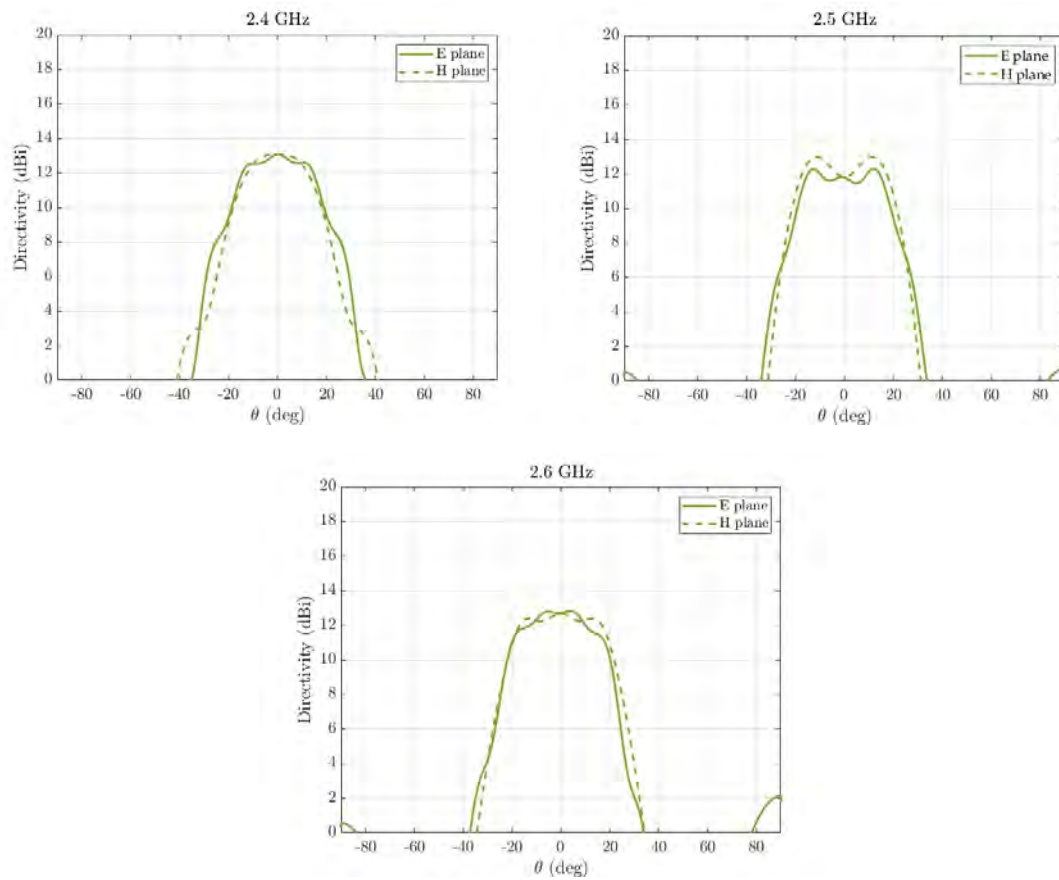 2.4 GHz
20
18
16
14
12
10
8
6
4
2
0
Directivity (dBi)
-80 -60 -40 -20 0 20 40 60 80
θ (deg)
E plane
H plane
2.5 GHz
20
18
16
14
12
10
8
6
4
2
0
Directivity (dBi)
-80 -60 -40 -20 0 20 40 60 80
θ (deg)
E plane
H plane
2.6 GHz
20
18
16
14
12
10
8
6
4
2
0
Directivity (dBi)
-80 -60 -40 -20 0 20 40 60 80
θ (deg)
E plane
H plane